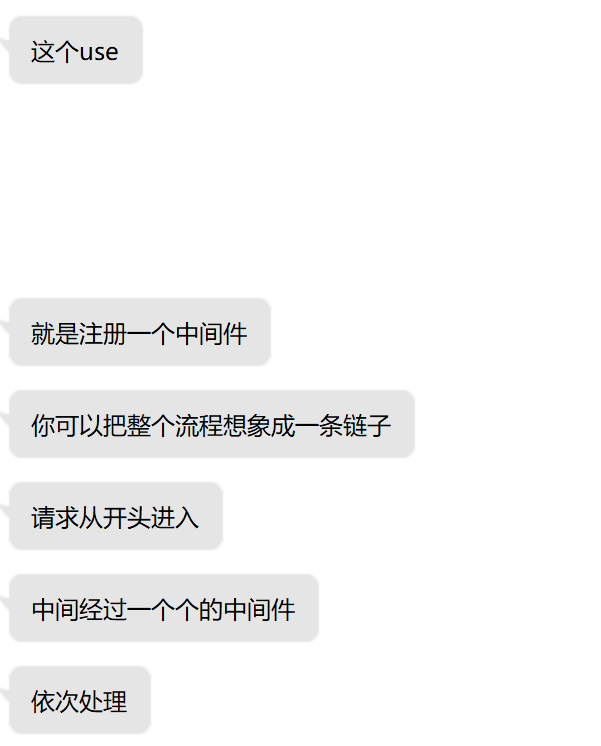 这个use
就是注册一个中间件
你可以把整个流程想象成一条链子
请求从开头进入
中间经过一个个的中间件
依次处理